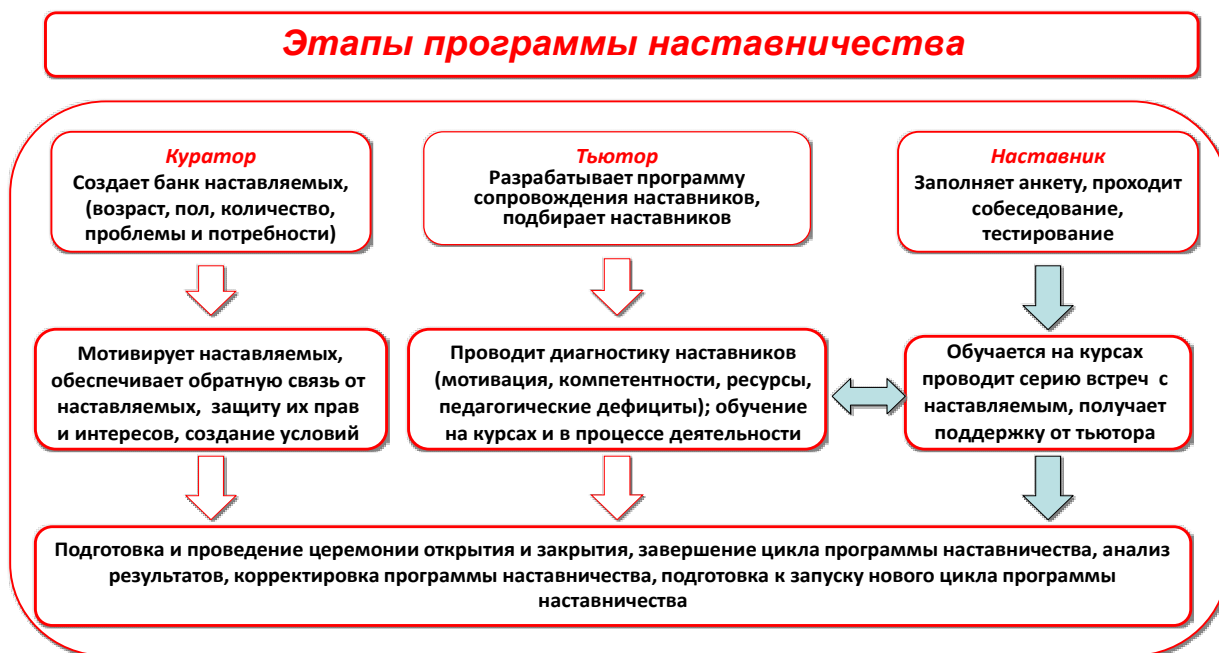 Этапы программы наставничества
Куратор
Создает банк наставляемых,
(возраст, пол, количество,
проблемы и потребности)
Тьютор
Разрабатывает программу
сопровождения наставников,
подбирает наставников
Наставник
Заполняет анкету, проходит
собеседование,
тестирование
Мотивирует наставляемых,
обеспечивает обратную связь от
наставляемых, защиту их прав
и интересов, создание условий
Проводит диагностику наставников
(мотивация, компетентности, ресурсы,
педагогические дефициты); обучение
на курсах и в процессе деятельности
Обучается на курсах
проводит серию встреч с
наставляемым, получает
поддержку от тьютора
Подготовка и проведение церемонии открытия и закрытия, завершение цикла программы наставничества, анализ
результатов, корректировка программы наставничества, подготовка к запуску нового цикла программы
наставничества